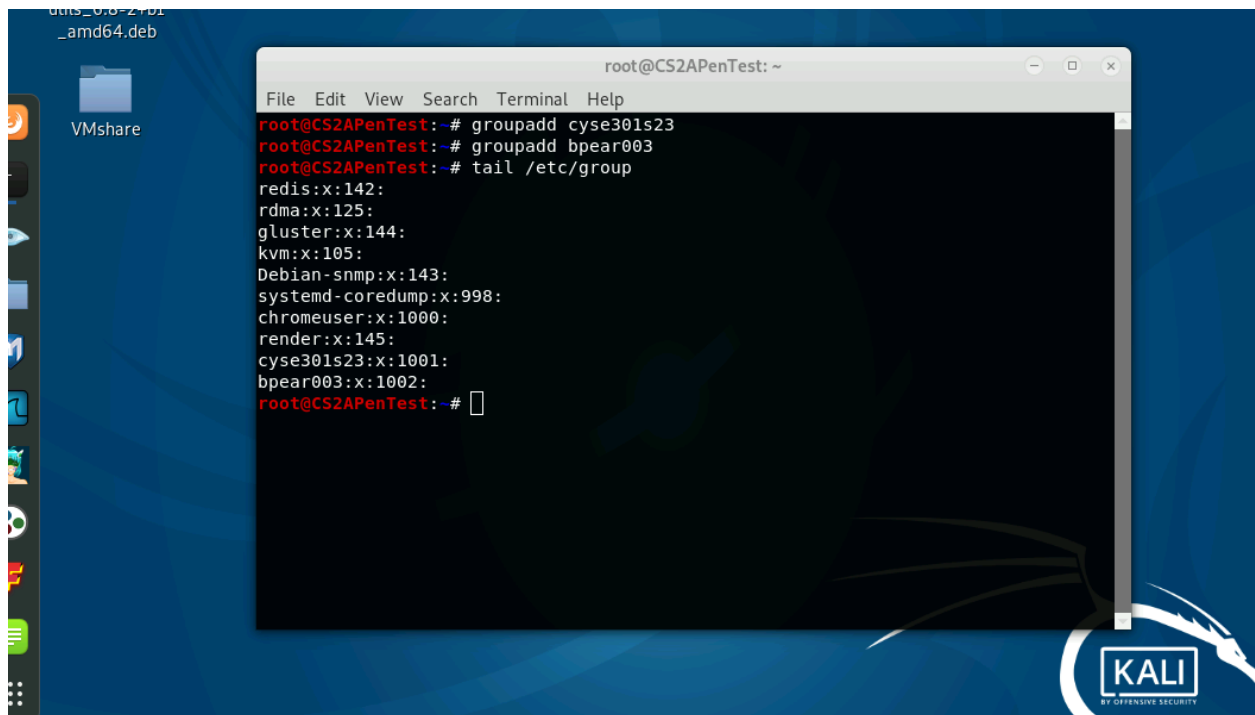 _amd64.deb
VMshare
root@CS2APenTest: ~
File Edit View Search Terminal Help
root@CS2APenTest:~# groupadd cyse301s23
root@CS2APenTest:~# groupadd bpear003
root@CS2APenTest:~# tail /etc/group
redis:x:142:
rdma:x:125:
gluster:x:144:
kvm:x:105:
Debian-snmp:x:143:
systemd-coredump:x:998:
chromeuser:x:1000:
render:x:145:
cyse301s23:x:1001:
bpear003:x:1002:
root@CS2APenTest:~#
KALI
BY OFFENSIVE SECURITY